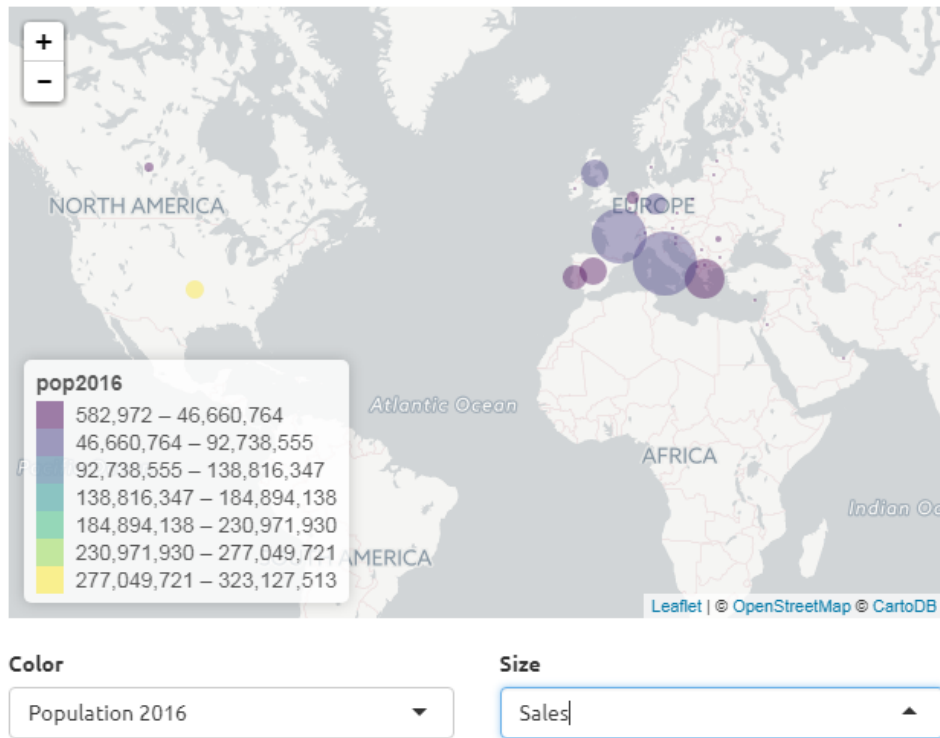 +
−
NORTH AMERICA
EUROPE
pop2016
582,972 – 46,660,764
46,660,764 – 92,738,555
92,738,555 – 138,816,347
138,816,347 – 184,894,138
184,894,138 – 230,971,930
230,971,930 – 277,049,721
277,049,721 – 323,127,513
Atlantic Ocean
AFRICA
Indian Oc
AMERICA
Leaflet | © OpenStreetMap © CartoDB
Color
Size
Population 2016
Sales